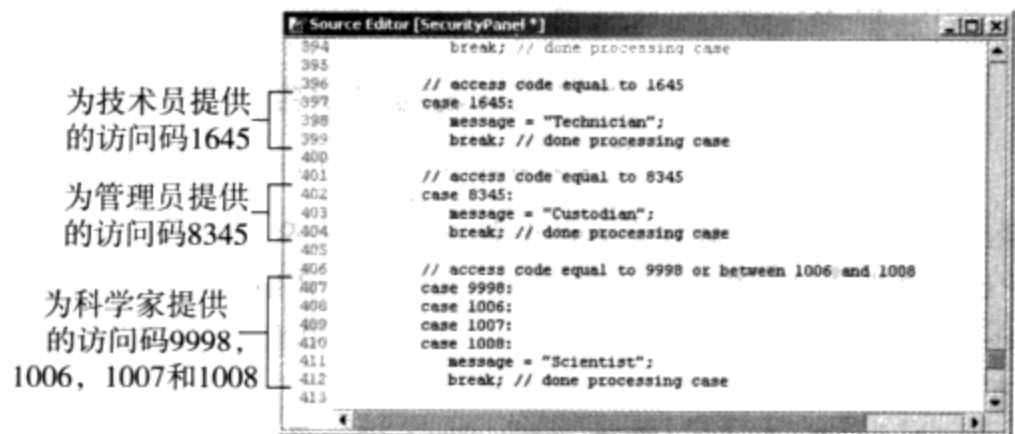 Source Editor [SecurityPanel *]
394 break; // done processing case
395
396 // access code equal to 1645
397 case 1645:
398 message = "Technician";
399 break; // done processing case
400
401 // access code equal to 8345
402 case 8345:
403 message = "Custodian";
404 break; // done processing case
405
406 // access code equal to 9998 or between 1006 and 1008
407 case 9998:
408 case 1006:
409 case 1007:
410 case 1008:
411 message = "Scientist";
412 break; // done processing case
413
为技术员提供
的访问码1645
为管理员提供
的访问码8345
为科学家提供
的访问码9998，
1006，1007和1008